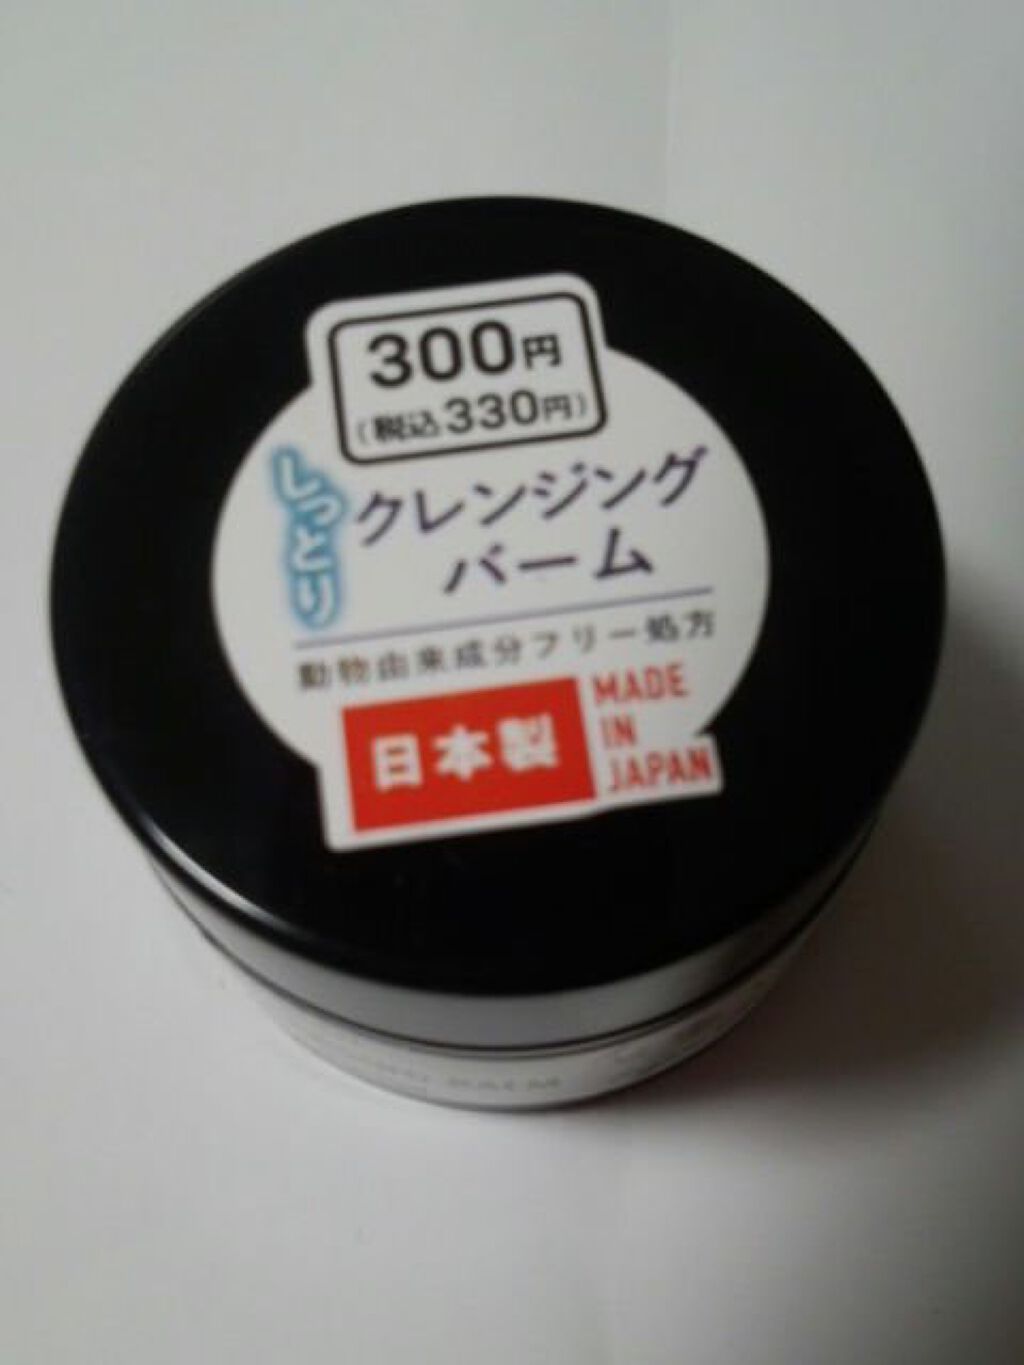 300円
(税込330円)
しっとり
クレンジング
バーム
動物由来成分フリー処方
日本製
MADE
IN
JAPAN
BALM